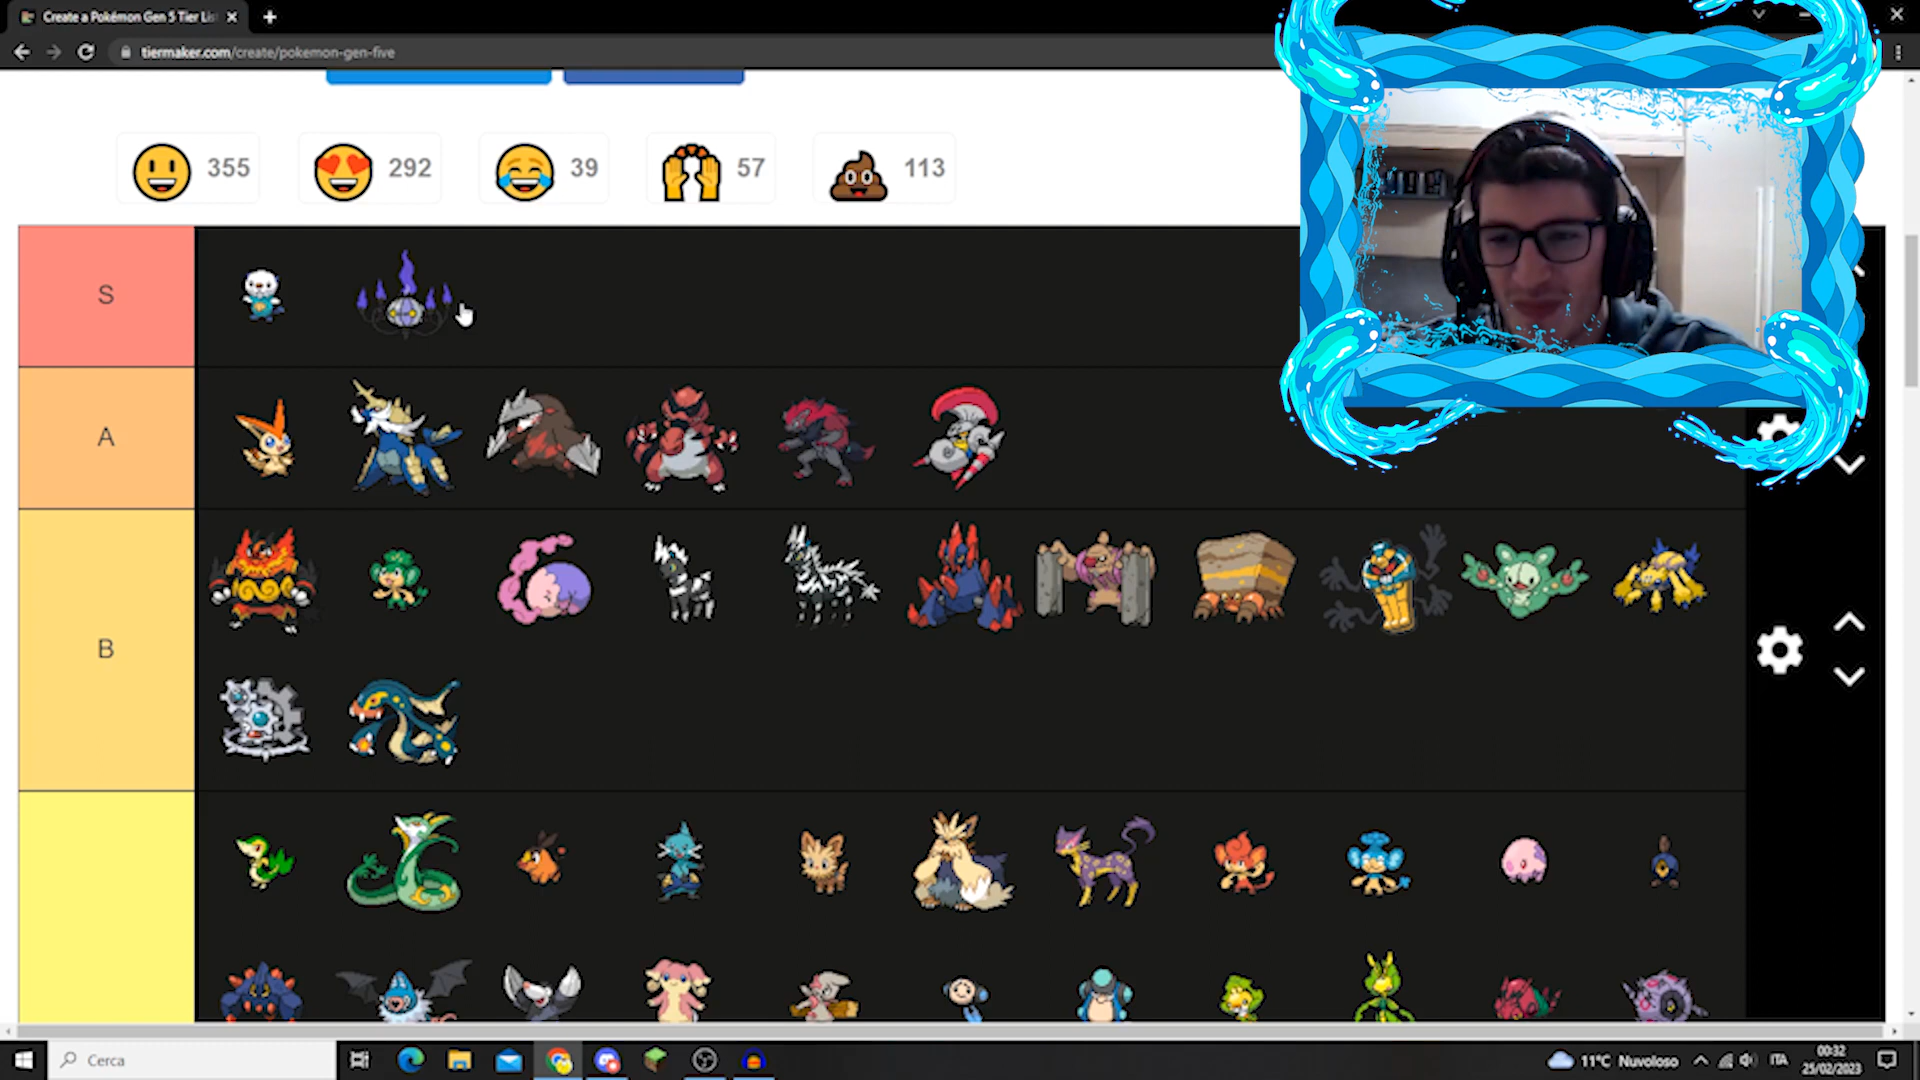 Create a Pokémon Gen 5 Tier Lis
tiermaker.com/create/pokemon-gen-five
355
292
39
57
113
S
A
B
Cerca
11°C Nuvoloso
ITA
00:32
25/02/2023